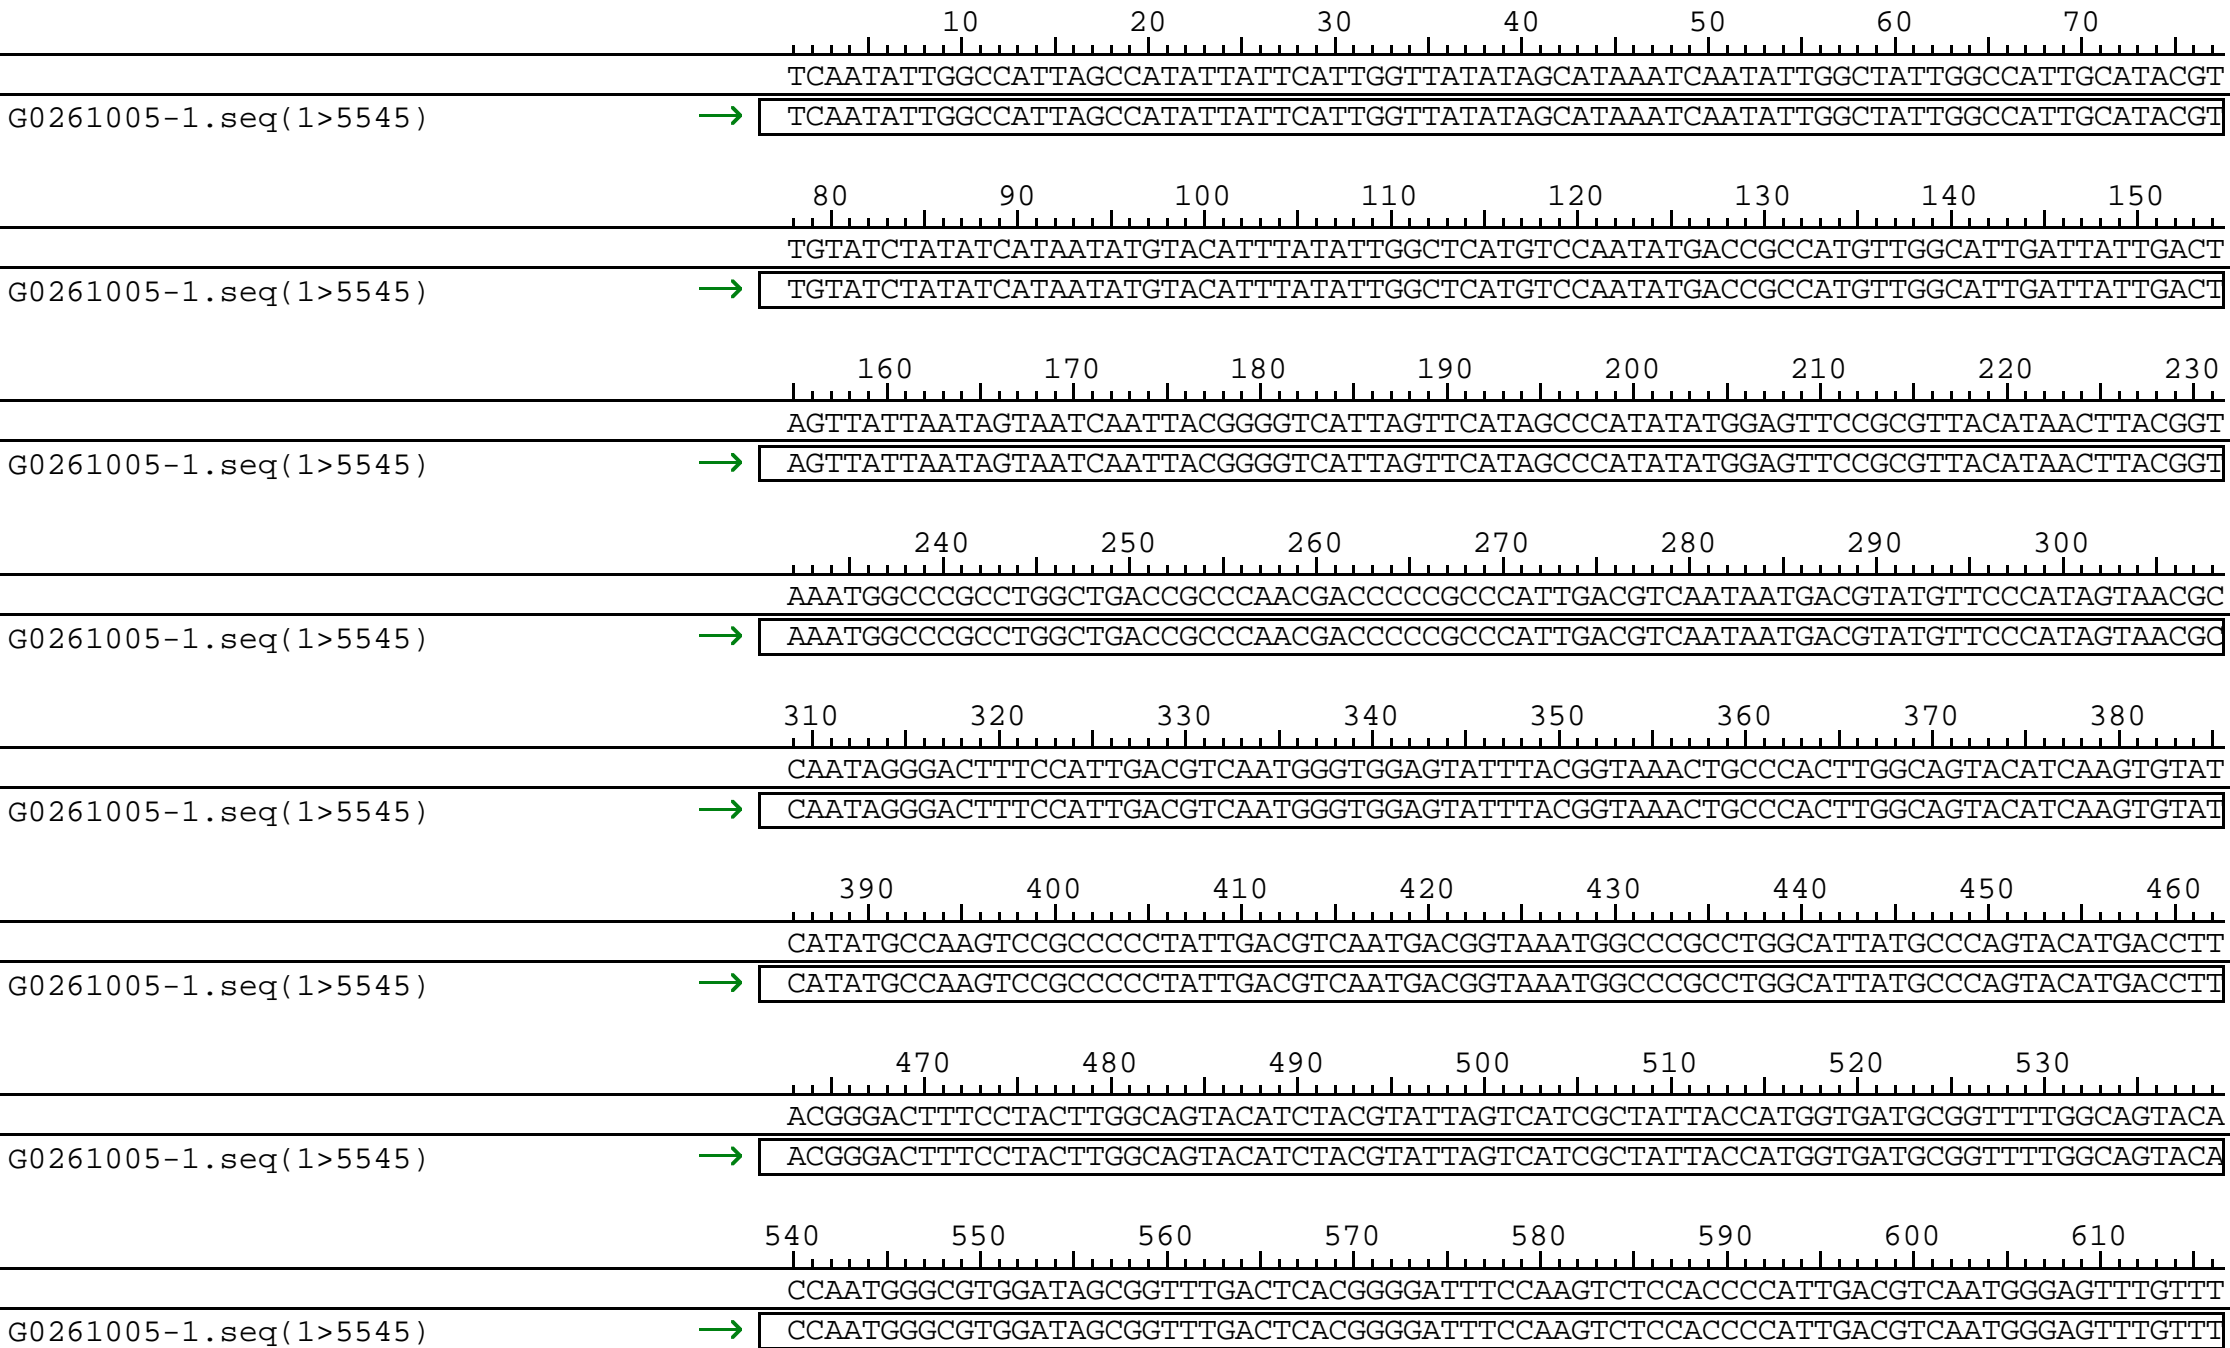 10 20 30 40 50 60 70
TCAATATTGGCCATTAGCCATATTATTCATTGGTTATATAGCATAAATCAATATTGGCTATTGGCCATTGCATACGT
G0261005-1.seq(1>5545) → TCAATATTGGCCATTAGCCATATTATTCATTGGTTATATAGCATAAATCAATATTGGCTATTGGCCATTGCATACGT
80 90 100 110 120 130 140 150
TGTATCTATATCATAATATGTACATTTATATTGGCTCATGTCCAATATGACCGCCATGTTGGCATTGATTATTGACT
G0261005-1.seq(1>5545) → TGTATCTATATCATAATATGTACATTTATATTGGCTCATGTCCAATATGACCGCCATGTTGGCATTGATTATTGACT
160 170 180 190 200 210 220 230
AGTTATTAATAGTAATCAATTACGGGGTCATTAGTTCATAGCCCATATATGGAGTTCCGCGTTACATAACTTACGGT
G0261005-1.seq(1>5545) → AGTTATTAATAGTAATCAATTACGGGGTCATTAGTTCATAGCCCATATATGGAGTTCCGCGTTACATAACTTACGGT
240 250 260 270 280 290 300
AAATGGCCCGCCTGGCTGACCGCCCAACGACCCCCGCCCATTGACGTCAATAATGACGTATGTTCCCATAGTAACGC
G0261005-1.seq(1>5545) → AAATGGCCCGCCTGGCTGACCGCCCAACGACCCCCGCCCATTGACGTCAATAATGACGTATGTTCCCATAGTAACGC
310 320 330 340 350 360 370 380
CAATAGGGACTTTCCATTGACGTCAATGGGTGGAGTATTTACGGTAAACTGCCCACTTGGCAGTACATCAAGTGTAT
G0261005-1.seq(1>5545) → CAATAGGGACTTTCCATTGACGTCAATGGGTGGAGTATTTACGGTAAACTGCCCACTTGGCAGTACATCAAGTGTAT
390 400 410 420 430 440 450 460
CATATGCCAAGTCCGCCCCCTATTGACGTCAATGACGGTAAATGGCCCGCCTGGCATTATGCCCAGTACATGACCTT
G0261005-1.seq(1>5545) → CATATGCCAAGTCCGCCCCCTATTGACGTCAATGACGGTAAATGGCCCGCCTGGCATTATGCCCAGTACATGACCTT
470 480 490 500 510 520 530
ACGGGACTTTCCTACTTGGCAGTACATCTACGTATTAGTCATCGCTATTACCATGGTGATGCGGTTTTGGCAGTACA
G0261005-1.seq(1>5545) → ACGGGACTTTCCTACTTGGCAGTACATCTACGTATTAGTCATCGCTATTACCATGGTGATGCGGTTTTGGCAGTACA
540 550 560 570 580 590 600 610
CCAATGGGCGTGGATAGCGGTTTGACTCACGGGGATTTCCAAGTCTCCACCCCATTGACGTCAATGGGAGTTTGTTT
G0261005-1.seq(1>5545) → CCAATGGGCGTGGATAGCGGTTTGACTCACGGGGATTTCCAAGTCTCCACCCCATTGACGTCAATGGGAGTTTGTTT